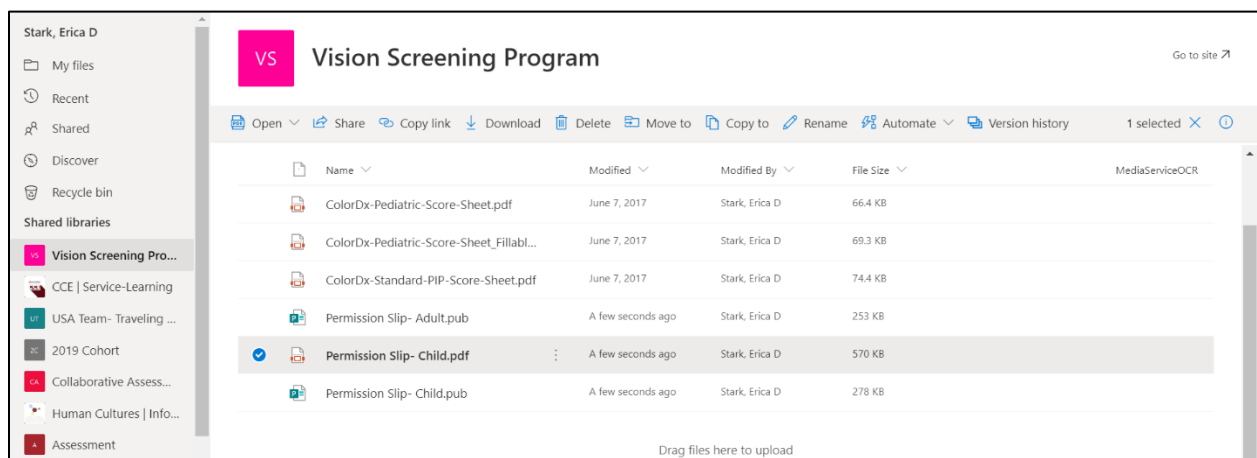 Stark, Erica D
My files
Recent
Shared
Discover
Recycle bin
Shared libraries
VS Vision Screening Pro...
CCE | Service-Learning
UT USA Team- Traveling ...
2C 2019 Cohort
CA Collaborative Assess...
Human Cultures | Info...
A Assessment
VS Vision Screening Program
Go to site
Open Share Copy link Download Delete Move to Copy to Rename Automate Version history 1 selected
Name Modified Modified By File Size MediaServiceOCR
ColorDx-Pediatric-Score-Sheet.pdf June 7, 2017 Stark, Erica D 66.4 KB
ColorDx-Pediatric-Score-Sheet_Fillabl... June 7, 2017 Stark, Erica D 69.3 KB
ColorDx-Standard-PIP-Score-Sheet.pdf June 7, 2017 Stark, Erica D 74.4 KB
Permission Slip- Adult.pub A few seconds ago Stark, Erica D 253 KB
Permission Slip- Child.pdf A few seconds ago Stark, Erica D 570 KB
Permission Slip- Child.pub A few seconds ago Stark, Erica D 278 KB
Drag files here to upload